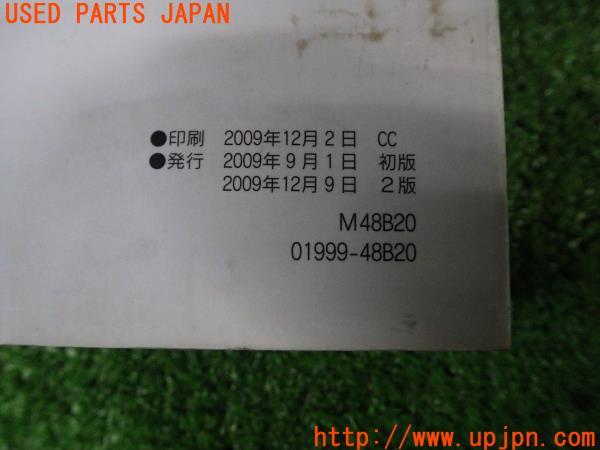 USED PARTS JAPAN
●印刷 2009年12月2日 CC
●発行 2009年9月1日 初版
2009年12月9日 2版
M48B20
01999-48B20
http://www.upjpn.com